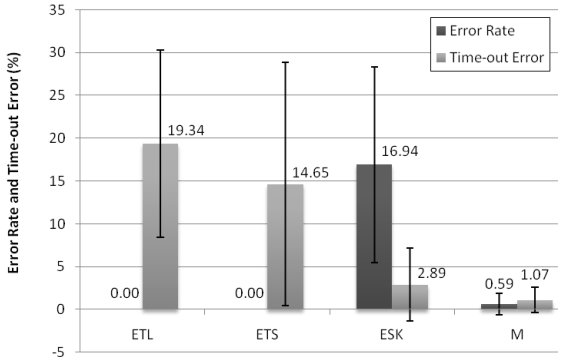 Error Rate and Time-out Error (%)
35
30
25
20
15
10
5
0
-5
Error Rate
Time-out Error
0.00
19.34
0.00
14.65
16.94
2.89
0.59
1.07
ETL
ETS
ESK
M